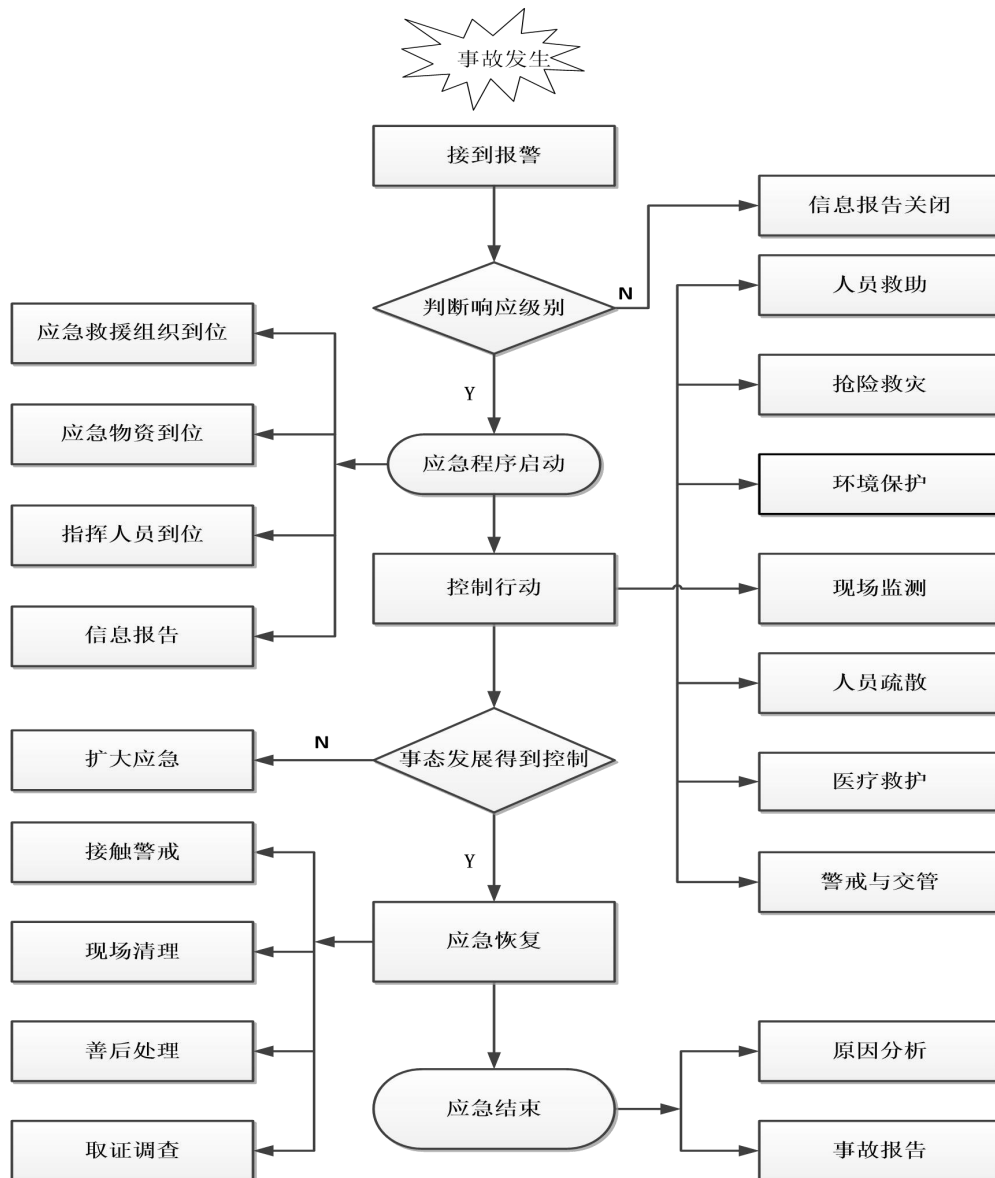 事故发生
接到报警
信息报告关闭
人员救助
判断响应级别
N
应急救援组织到位
抢险救灾
Y
应急物资到位
应急程序启动
环境保护
指挥人员到位
控制行动
现场监测
信息报告
人员疏散
N
扩大应急
事态发展得到控制
医疗救护
接触警戒
Y
警戒与交管
现场清理
应急恢复
善后处理
原因分析
应急结束
取证调查
事故报告